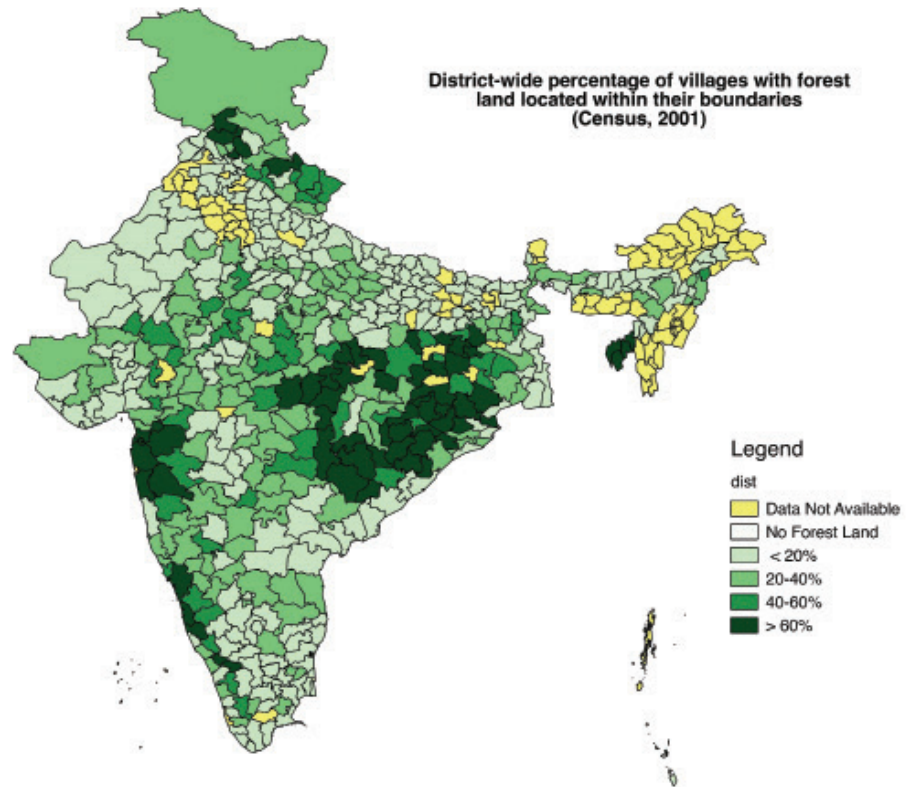 District-wide percentage of villages with forest
land located within their boundaries
(Census, 2001)
Legend
dist
Data Not Available
No Forest Land
< 20%
20-40%
40-60%
> 60%